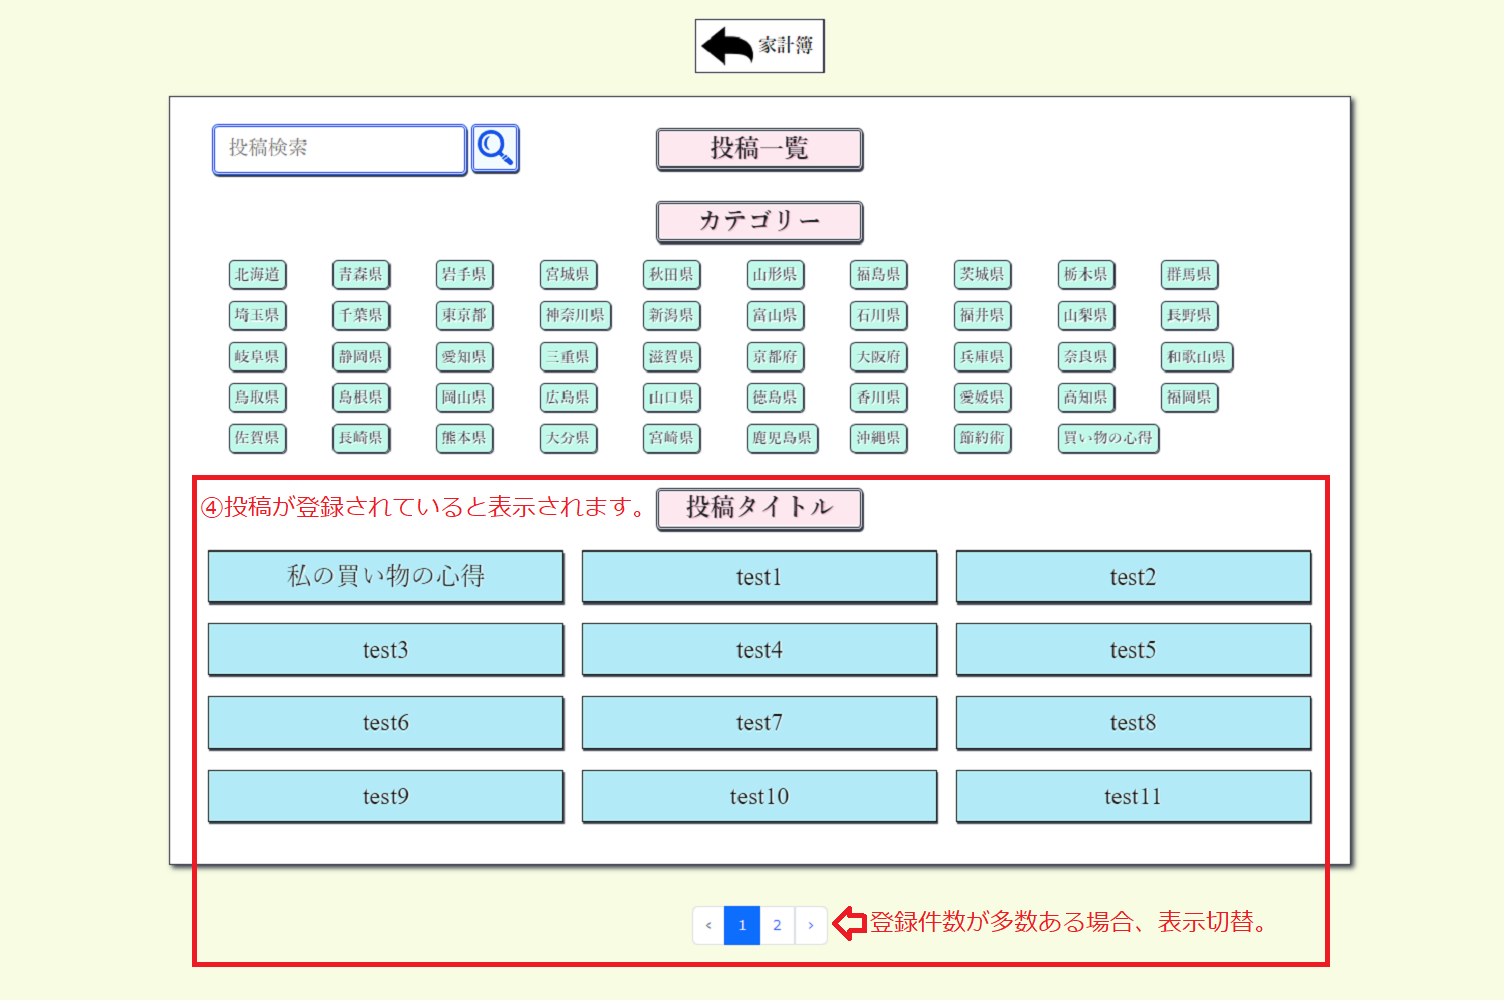 家計簿
投稿検索
投稿一覧
カテゴリー
北海道 青森県 岩手県 宮城県 秋田県 山形県 福島県 茨城県 栃木県 群馬県
埼玉県 千葉県 東京都 神奈川県 新潟県 富山県 石川県 福井県 山梨県 長野県
岐阜県 静岡県 愛知県 三重県 滋賀県 京都府 大阪府 兵庫県 奈良県 和歌山県
鳥取県 島根県 岡山県 広島県 山口県 徳島県 香川県 愛媛県 高知県 福岡県
佐賀県 長崎県 熊本県 大分県 宮崎県 鹿児島県 沖縄県 節約術 買い物の心得
④投稿が登録されていると表示されます。
投稿タイトル
私の買い物の心得 test1 test2
test3 test4 test5
test6 test7 test8
test9 test10 test11
< 1 2 >
登録件数が多数ある場合、表示切替。